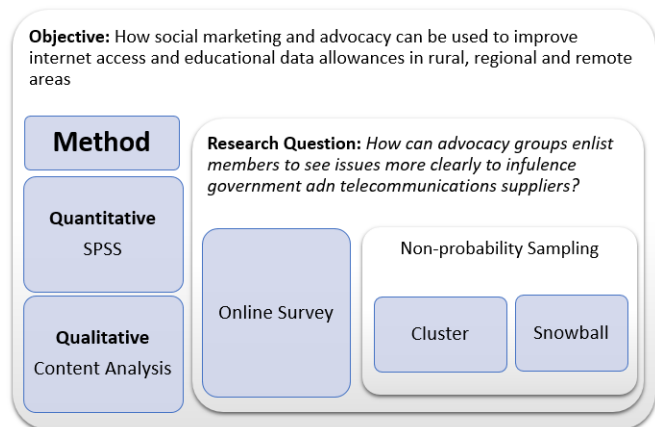 Objective: How social marketing and advocacy can be used to improve
internet access and educational data allowances in rural, regional and remote
areas
Method
Quantitative
SPSS
Qualitative
Content Analysis
Research Question: How can advocacy groups enlist
members to see issues more clearly to infulence
government adn telecommunications suppliers?
Online Survey
Non-probability Sampling
Cluster
Snowball